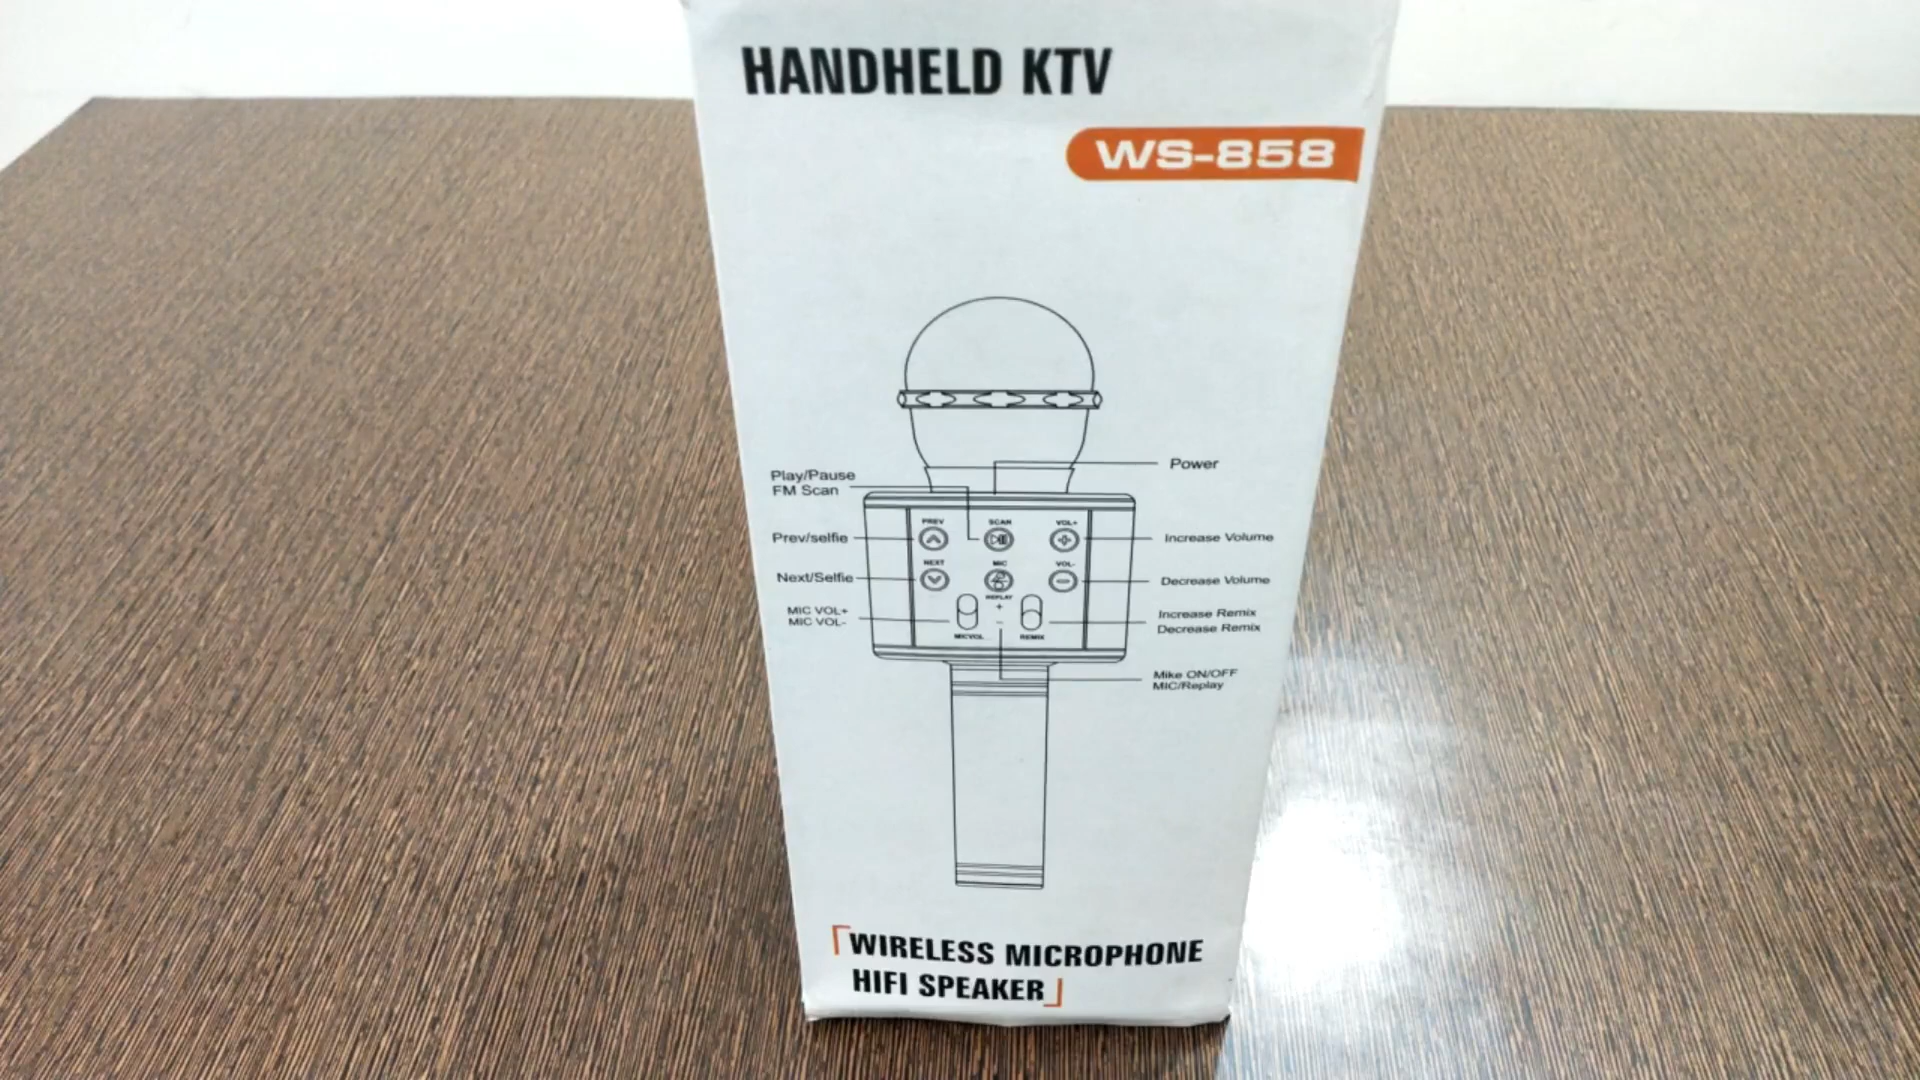 HANDHELD KTV
WS-858
Power
Play/Pause
FM Scan
PREV
SCAN
VOL+
Prev/selfie
Increase Volume
NEXT
MIC
VOL-
Next/Selfie
Decrease Volume
REPLAY
MIC VOL+
MIC VOL-
+
-
Increase Remix
Decrease Remix
MICVOL
REMIX
Mike ON/OFF
MIC/Replay
「WIRELESS MICROPHONE
HIFI SPEAKER」